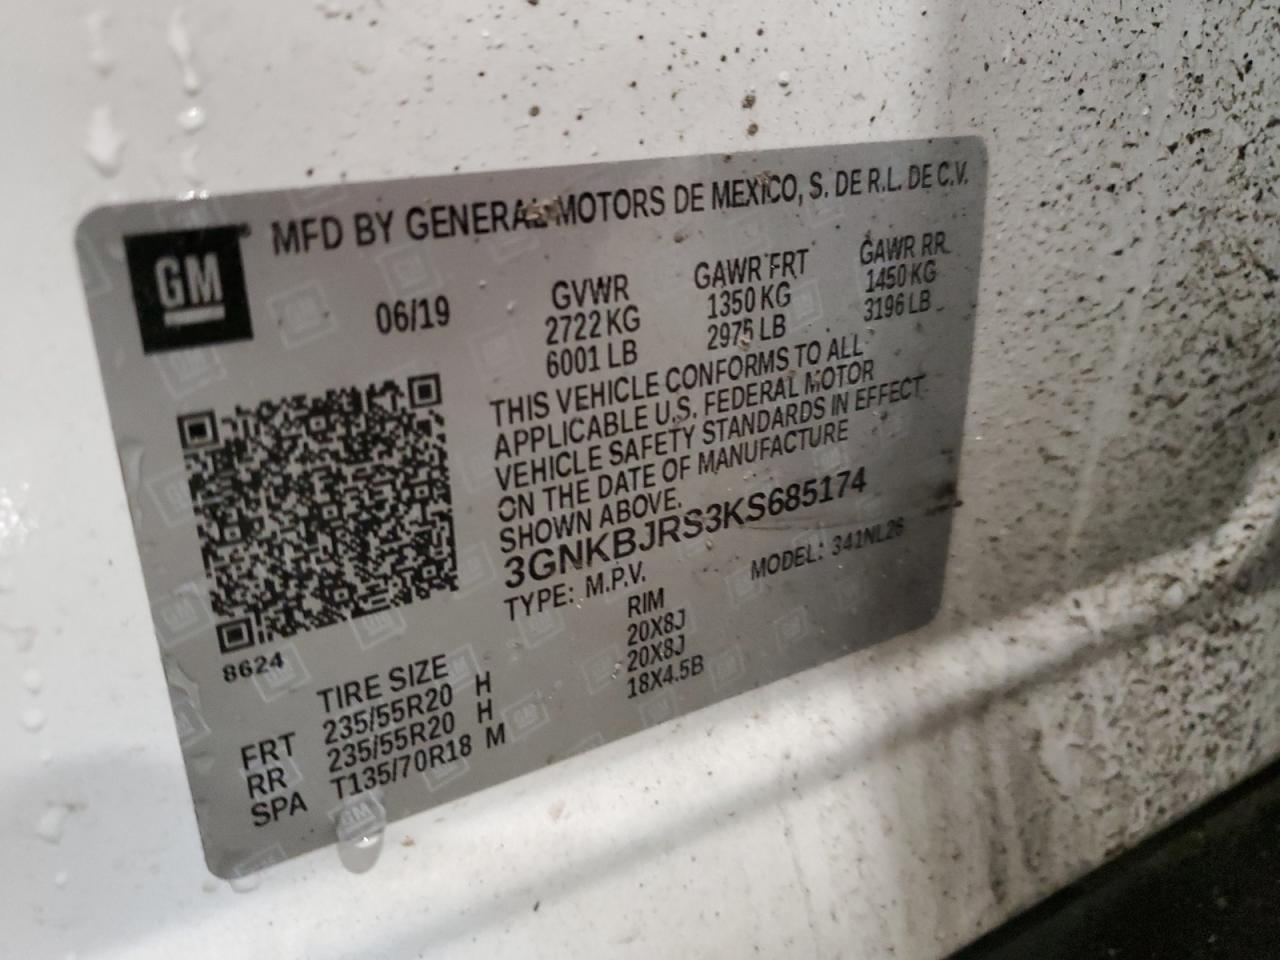 GM
MFD BY GENERAL MOTORS DE MEXICO, S. DE R.L. DE C.V.
06/19
GVWR
2722 KG
6001 LB
GAWR FRT
1350 KG
2975 LB
GAWR RR
1450 KG
3196 LB
THIS VEHICLE CONFORMS TO ALL
APPLICABLE U.S. FEDERAL MOTOR
VEHICLE SAFETY STANDARDS IN EFFECT
ON THE DATE OF MANUFACTURE
SHOWN ABOVE.
3GNKBJRS3KS685174
TYPE: M.P.V. MODEL: 341NL26
8624
TIRE SIZE RIM
FRT 235/55R20 H 20X8J
RR 235/55R20 H 20X8J
SPA T135/70R18 M 18X4.5B